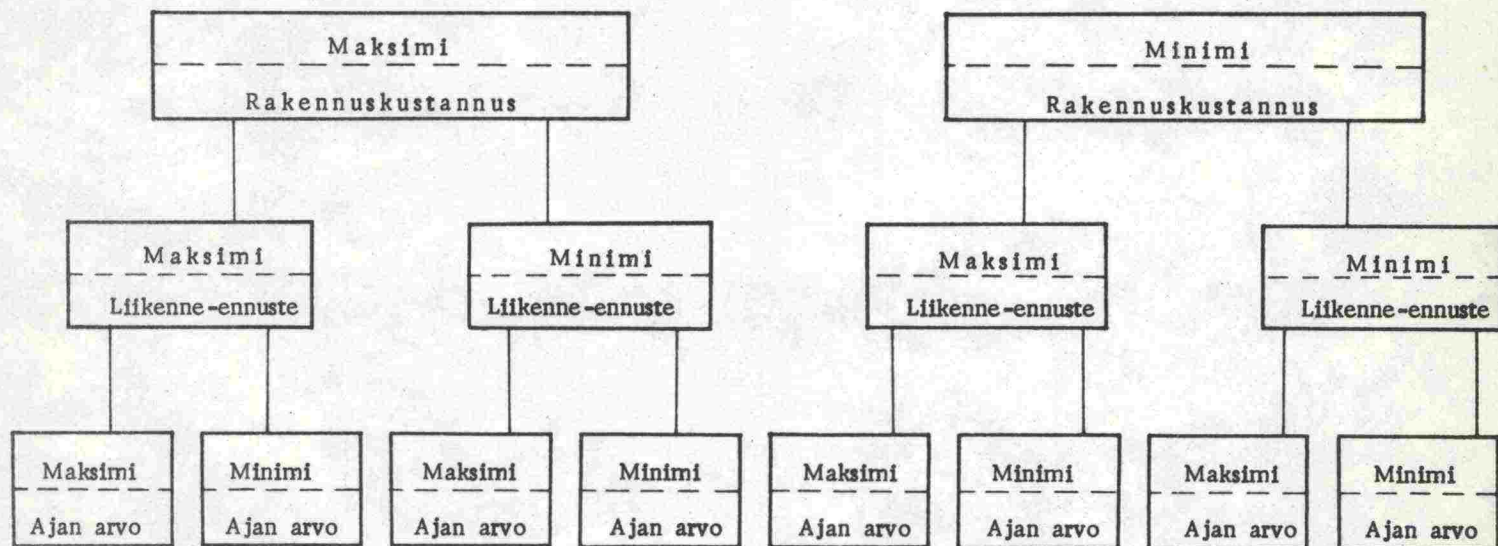 Maksimi
Rakennuskustannus
Minimi
Rakennuskustannus
Maksimi
Liikenne-ennuste
Minimi
Liikenne-ennuste
Maksimi
Liikenne-ennuste
Minimi
Liikenne-ennuste
Maksimi
Ajan arvo
Minimi
Ajan arvo
Maksimi
Ajan arvo
Minimi
Ajan arvo
Maksimi
Ajan arvo
Minimi
Ajan arvo
Maksimi
Ajan arvo
Minimi
Ajan arvo